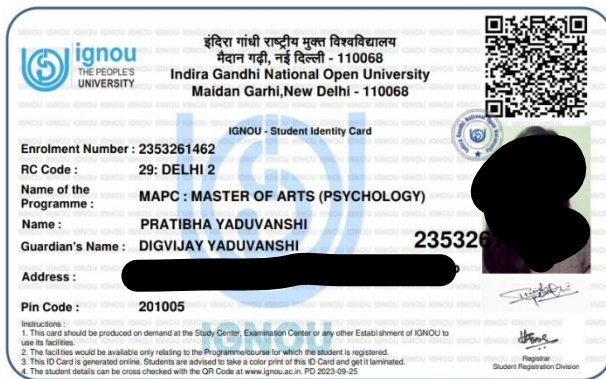 ignou
THE PEOPLE'S
UNIVERSITY
इंदिरा गांधी राष्ट्रीय मुक्त विश्वविद्यालय
मैदान गढ़ी, नई दिल्ली - 110068
Indira Gandhi National Open University
Maidan Garhi,New Delhi - 110068
IGNOU - Student Identity Card
Enrolment Number : 2353261462
RC Code : 29: DELHI 2
Name of the Programme : MAPC : MASTER OF ARTS (PSYCHOLOGY)
Name : PRATIBHA YADUVANSHI
Guardian's Name : DIGVIJAY YADUVANSHI
235326
Address :
Pin Code : 201005
Instructions :
1. This card should be produced on demand at the Study Center, Examination Center or any other Establishment of IGNOU to
use its facilities.
2. The facilities would be available only relating to the Programme/course for which the student is registered.
3. This ID Card is generated online. Students are advised to take a color print of this ID Card and get it laminated.
4. The student details can be cross checked with the QR Code at www.ignou.ac.in. PD 2023-09-25
IGNOU
Registrar
Student Registration Division